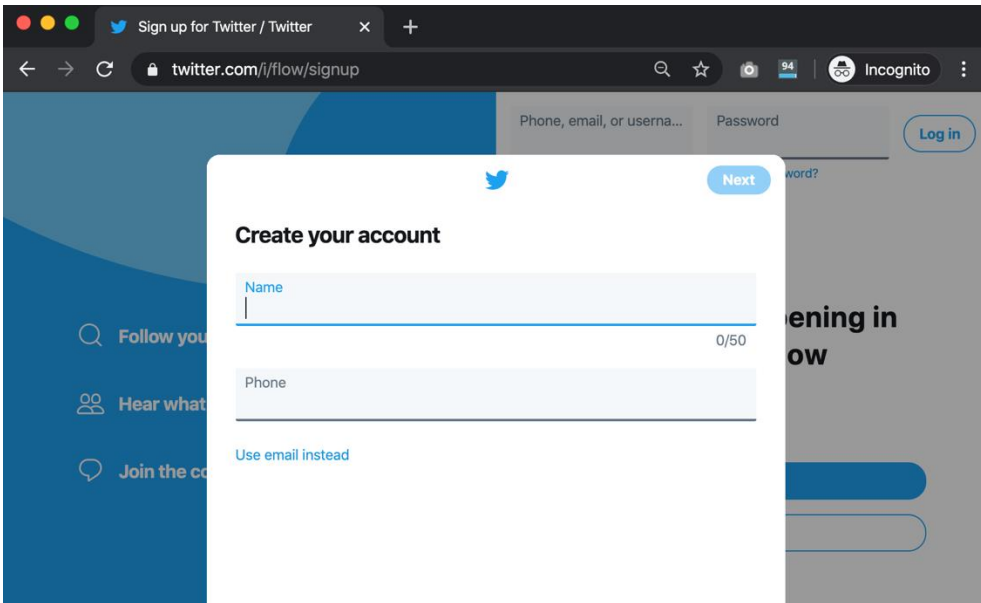 Sign up for Twitter / Twitter
twitter.com/i/flow/signup
94
Incognito
Phone, email, or userna...
Password
Log in
word?
Next
Create your account
Name
0/50
Phone
Use email instead
Follow you
Hear what
Join the co
ening in
ow